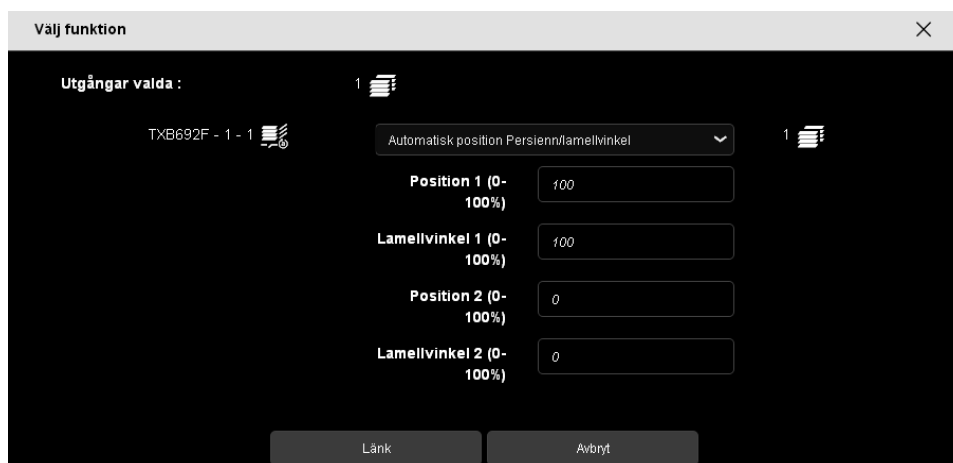 Välj funktion
Utgångar valda :
1
TXB692F - 1 - 1
Automatisk position Persienn/lamellvinkel
1
Position 1 (0-
100%)
100
Lamellvinkel 1 (0-
100%)
100
Position 2 (0-
100%)
0
Lamellvinkel 2 (0-
100%)
0
Länk
Avbryt